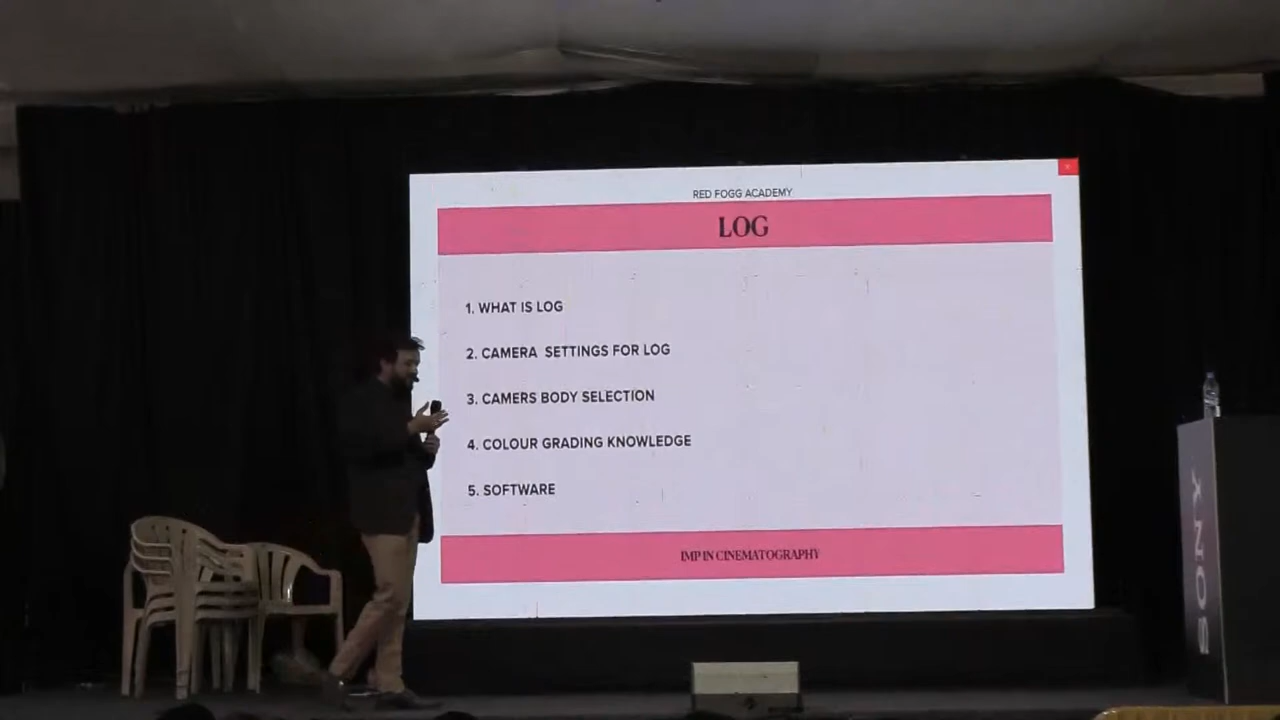 RED FOGG ACADEMY
LOG
1. WHAT IS LOG
2. CAMERA SETTINGS FOR LOG
3. CAMERS BODY SELECTION
4. COLOUR GRADING KNOWLEDGE
5. SOFTWARE
IMP IN CINEMATOGRAPHY
SONY